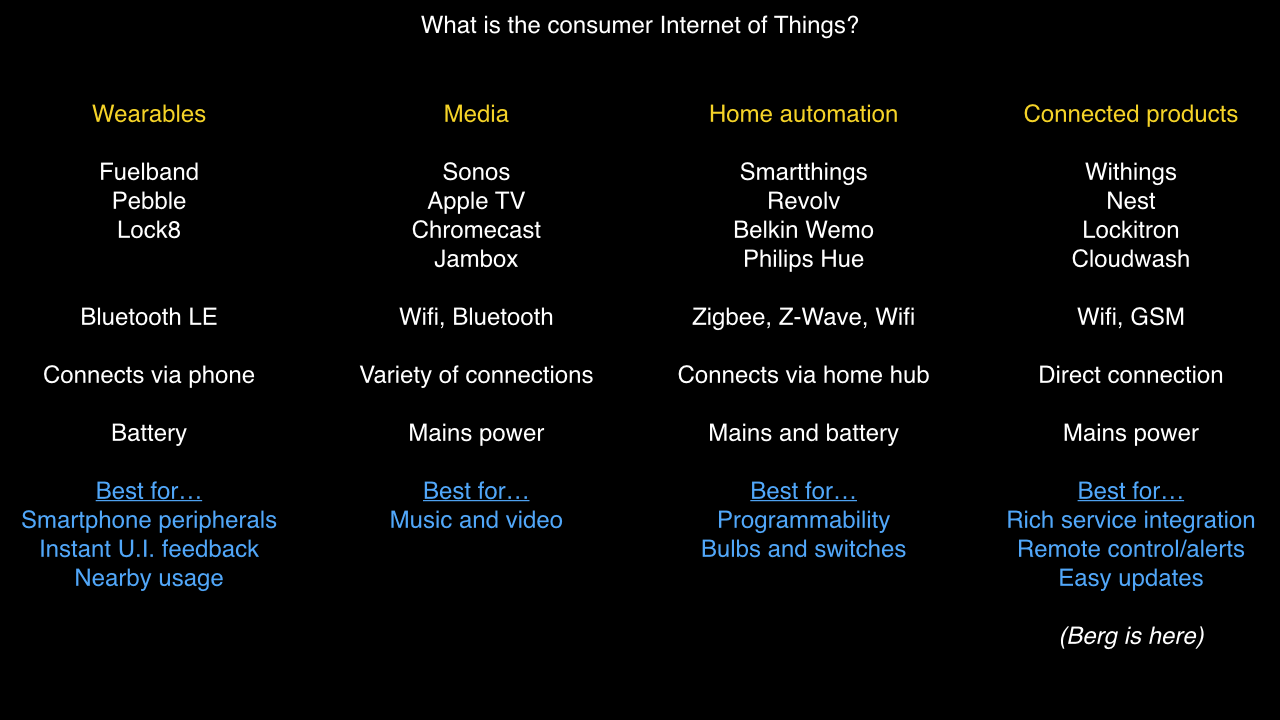 What is the consumer Internet of Things?
Wearables
Fuelband
Pebble
Lock8
Bluetooth LE
Connects via phone
Battery
Best for…
Smartphone peripherals
Instant U.I. feedback
Nearby usage
Media
Sonos
Apple TV
Chromecast
Jambox
Wifi, Bluetooth
Variety of connections
Mains power
Best for…
Music and video
Home automation
Smartthings
Revolv
Belkin Wemo
Philips Hue
Zigbee, Z-Wave, Wifi
Connects via home hub
Mains and battery
Best for…
Programmability
Bulbs and switches
Connected products
Withings
Nest
Lockitron
Cloudwash
Wifi, GSM
Direct connection
Mains power
Best for…
Rich service integration
Remote control/alerts
Easy updates
(Berg is here)